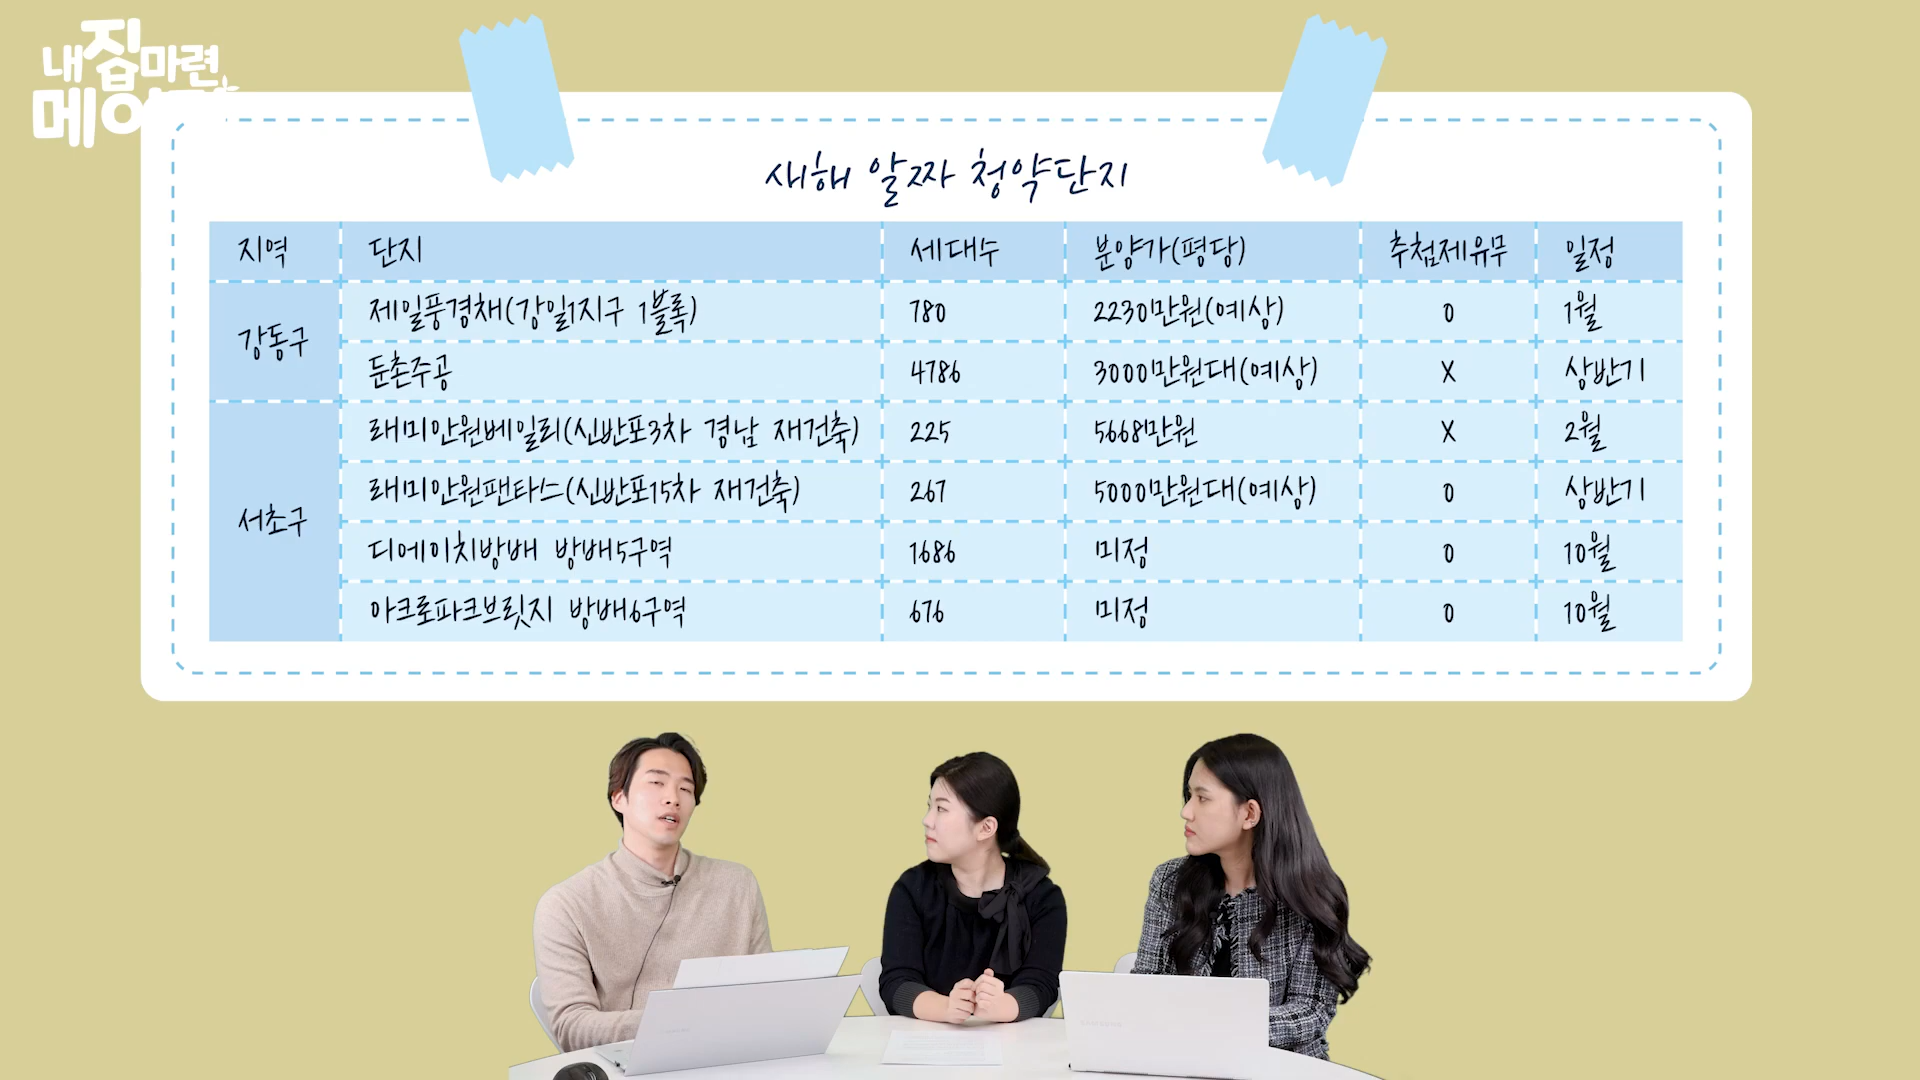 내집마련
새해 알짜 청약단지
지역 단지 세대수 분양가(평당) 추첨제유무 일정
강동구
제일풍경채(강일1지구 1블록) 780 2230만원(예상) O 1월
둔촌주공 4786 3000만원대(예상) X 상반기
서초구
래미안원베일리(신반포3차 경남 재건축) 225 5668만원 X 2월
래미안원팬타스(신반포15차 재건축) 267 5000만원대(예상) O 상반기
디에이치방배 방배5구역 1686 미정 O 10월
아크로파크브릿지 방배6구역 676 미정 O 10월